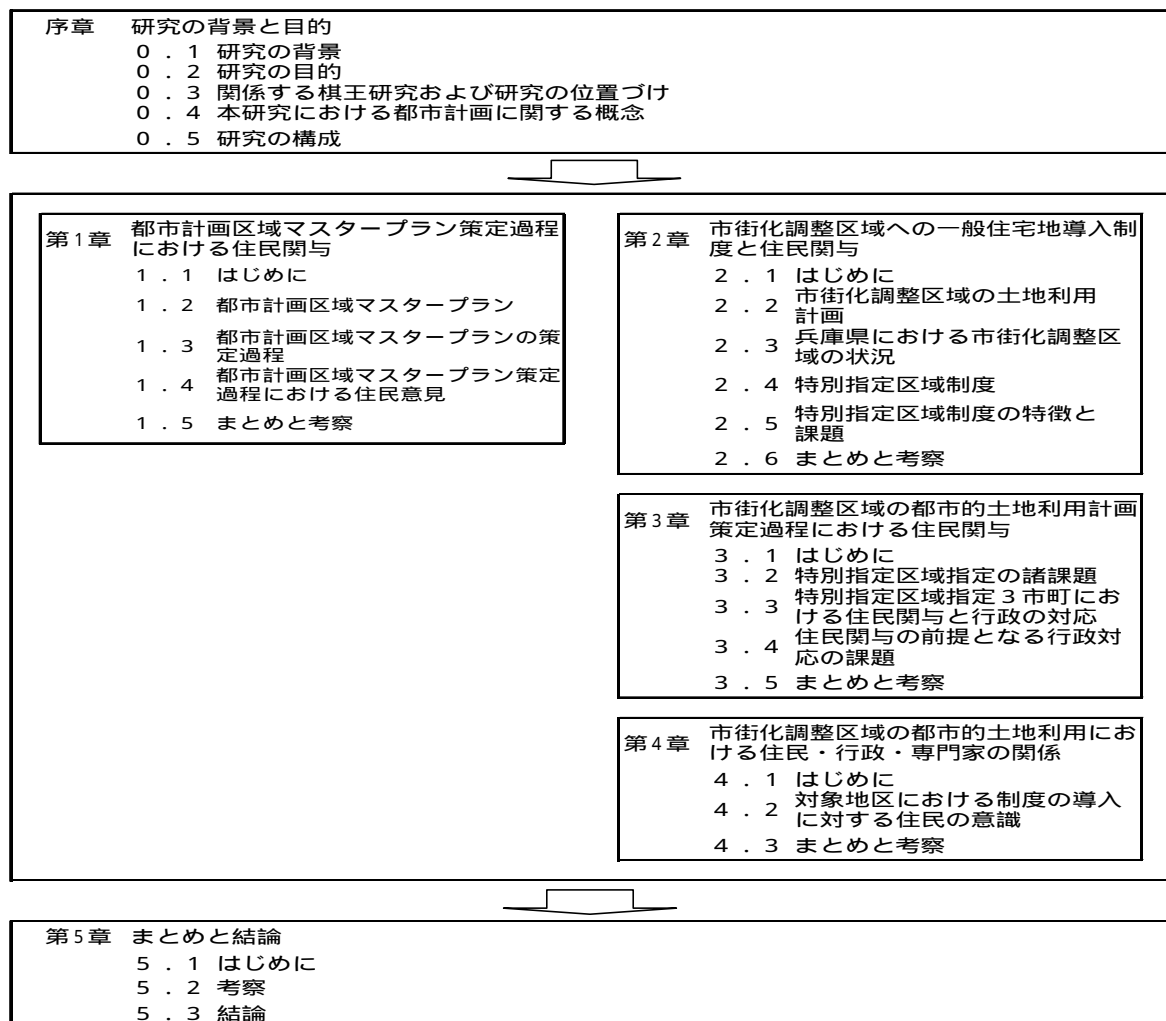 序章 研究の背景と目的
0．1 研究の背景
0．2 研究の目的
0．3 関係する棋王研究および研究の位置づけ
0．4 本研究における都市計画に関する概念
0．5 研究の構成
第1章 都市計画区域マスタープラン策定過程
における住民関与
1．1 はじめに
1．2 都市計画区域マスタープラン
1．3 都市計画区域マスタープランの策
定過程
1．4 都市計画区域マスタープラン策定
過程における住民意見
1．5 まとめと考察
第2章 市街化調整区域への一般住宅地導入制
度と住民関与
2．1 はじめに
2．2 市街化調整区域の土地利用
計画
2．3 兵庫県における市街化調整区
域の状況
2．4 特別指定区域制度
2．5 特別指定区域制度の特徴と
課題
2．6 まとめと考察
第3章 市街化調整区域の都市的土地利用計画
策定過程における住民関与
3．1 はじめに
3．2 特別指定区域指定の諸課題
3．3 特別指定区域指定３市町にお
ける住民関与と行政の対応
3．4 住民関与の前提となる行政対
応の課題
3．5 まとめと考察
第4章 市街化調整区域の都市的土地利用にお
ける住民・行政・専門家の関係
4．1 はじめに
4．2 対象地区における制度の導入
に対する住民の意識
4．3 まとめと考察
第5章 まとめと結論
5．1 はじめに
5．2 考察
5．3 結論